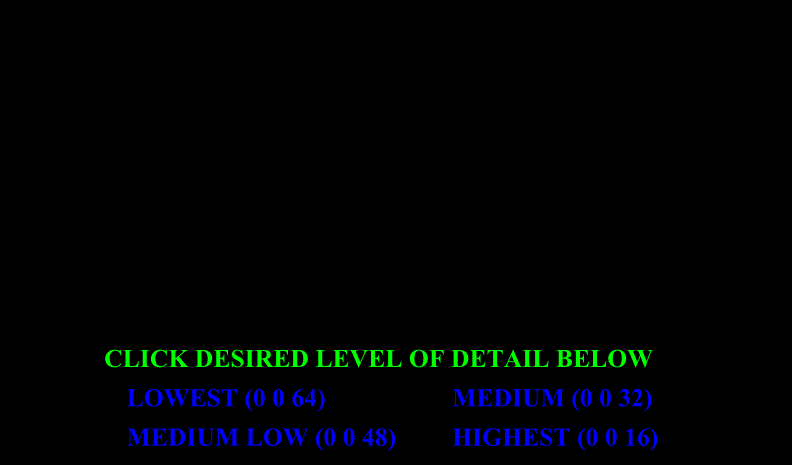 CLICK DESIRED LEVEL OF DETAIL BELOW
LOWEST (0 0 64) MEDIUM (0 0 32)
MEDIUM LOW (0 0 48) HIGHEST (0 0 16)